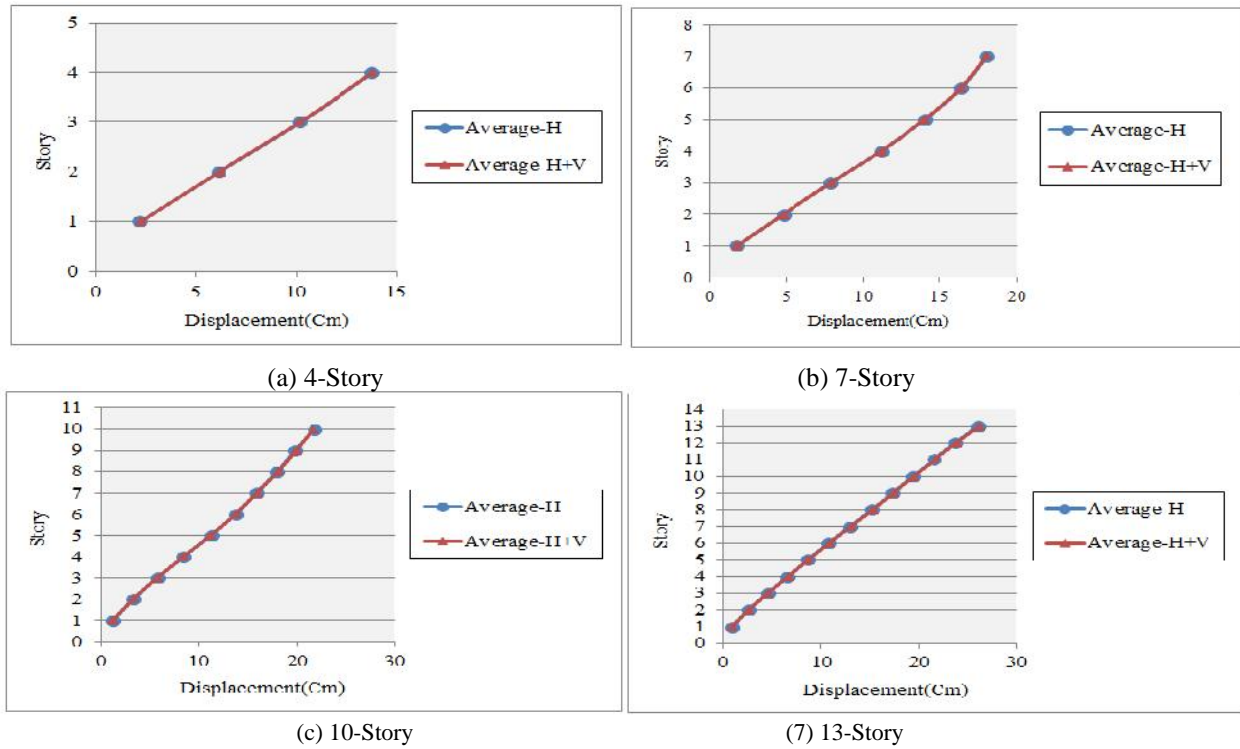 5
4
3
2
1
0
Story
0 5 10 15
Displacement(Cm)
Average-H
Average H+V
(a) 4-Story
8
7
6
5
4
3
2
1
0
Story
0 5 10 15 20
Displacement(Cm)
Average-H
Average-H+V
(b) 7-Story
11
10
9
8
7
6
5
4
3
2
1
0
Story
0 10 20 30
Displacement(Cm)
Average-H
Average-H+V
(c) 10-Story
14
13
12
11
10
9
8
7
6
5
4
3
2
1
0
Story
0 10 20 30
Displacement(Cm)
Average H
Average-H+V
(7) 13-Story